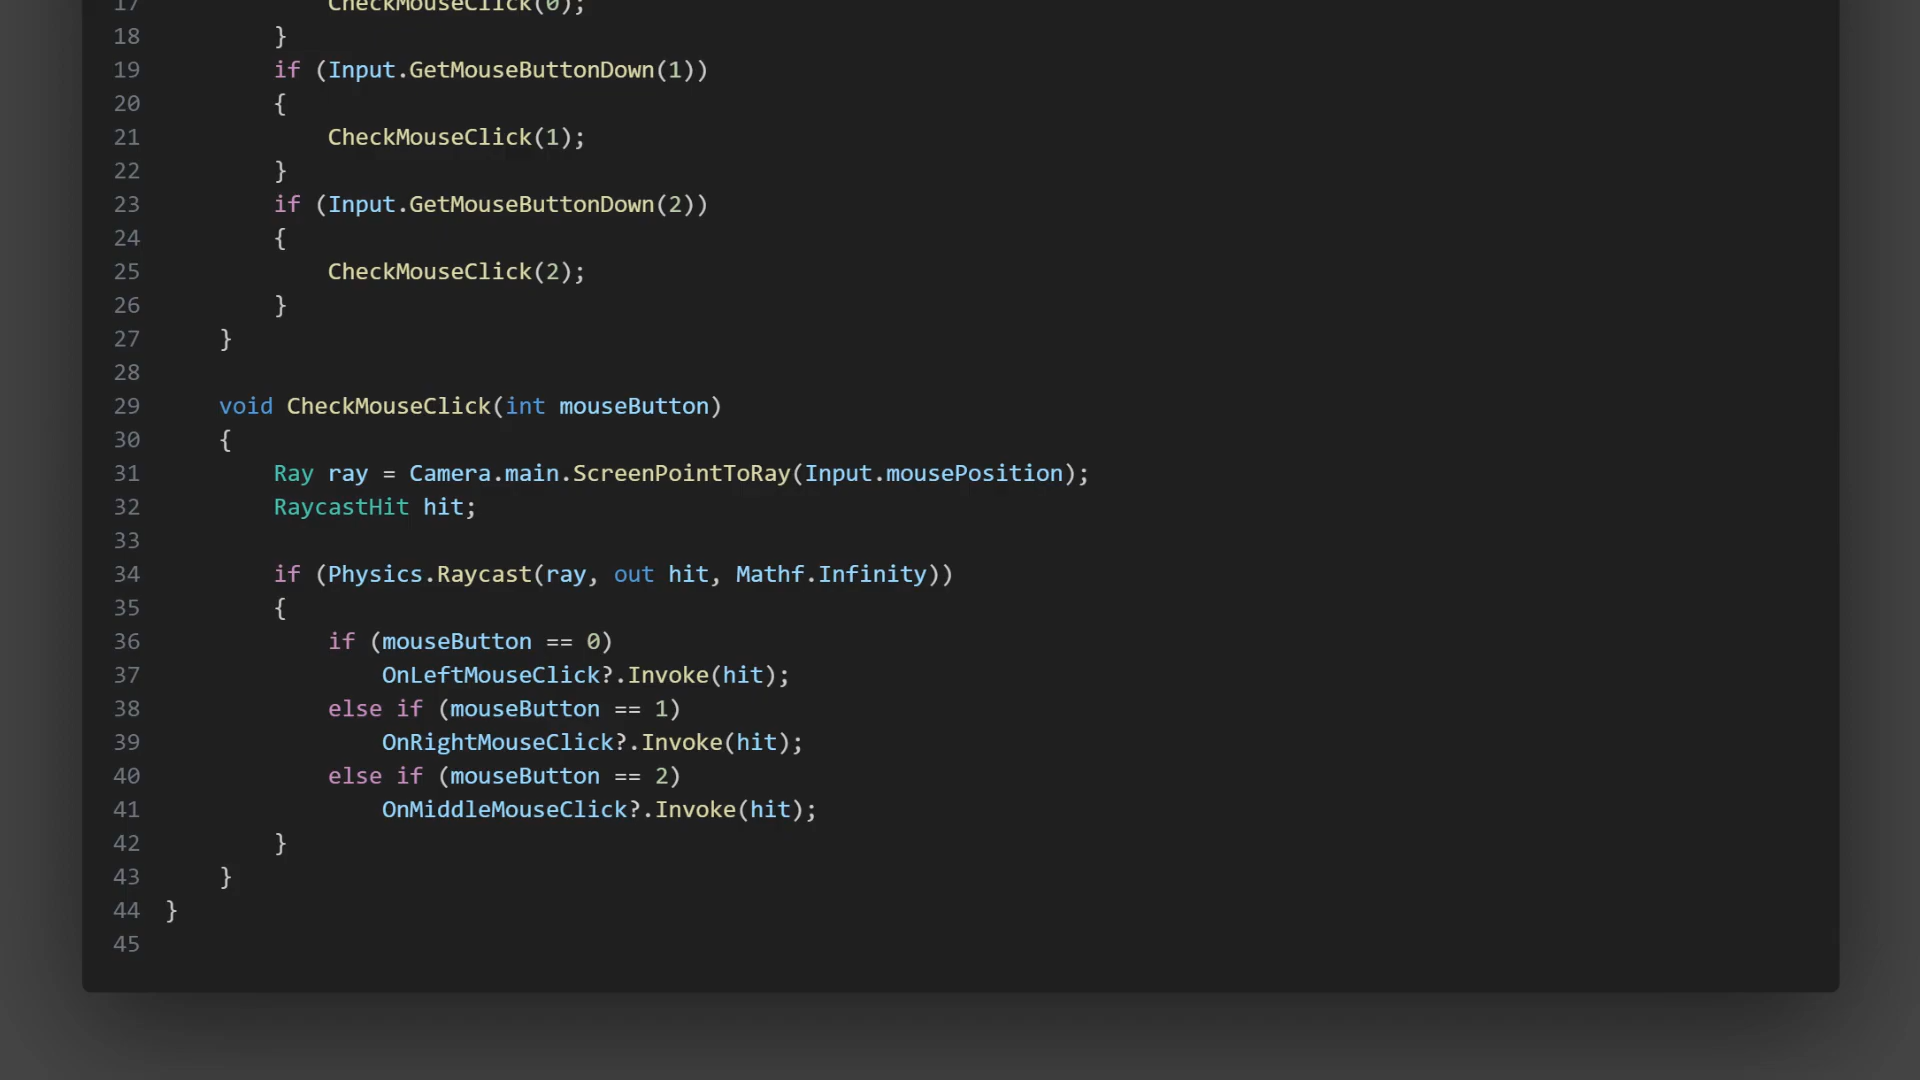 17             CheckMouseClick(0);
18         }
19         if (Input.GetMouseButtonDown(1))
20         {
21             CheckMouseClick(1);
22         }
23         if (Input.GetMouseButtonDown(2))
24         {
25             CheckMouseClick(2);
26         }
27     }
28
29     void CheckMouseClick(int mouseButton)
30     {
31         Ray ray = Camera.main.ScreenPointToRay(Input.mousePosition);
32         RaycastHit hit;
33
34         if (Physics.Raycast(ray, out hit, Mathf.Infinity))
35         {
36             if (mouseButton == 0)
37                 OnLeftMouseClick?.Invoke(hit);
38             else if (mouseButton == 1)
39                 OnRightMouseClick?.Invoke(hit);
40             else if (mouseButton == 2)
41                 OnMiddleMouseClick?.Invoke(hit);
42         }
43     }
44 }
45